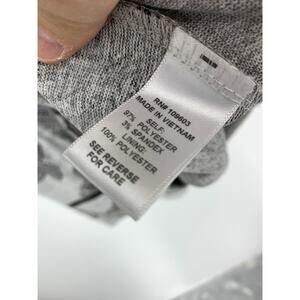 RN# 109603
MADE IN VIETNAM
SELF:
97% POLYESTER
3% SPANDEX
LINING:
100% POLYESTER
SEE REVERSE
FOR CARE